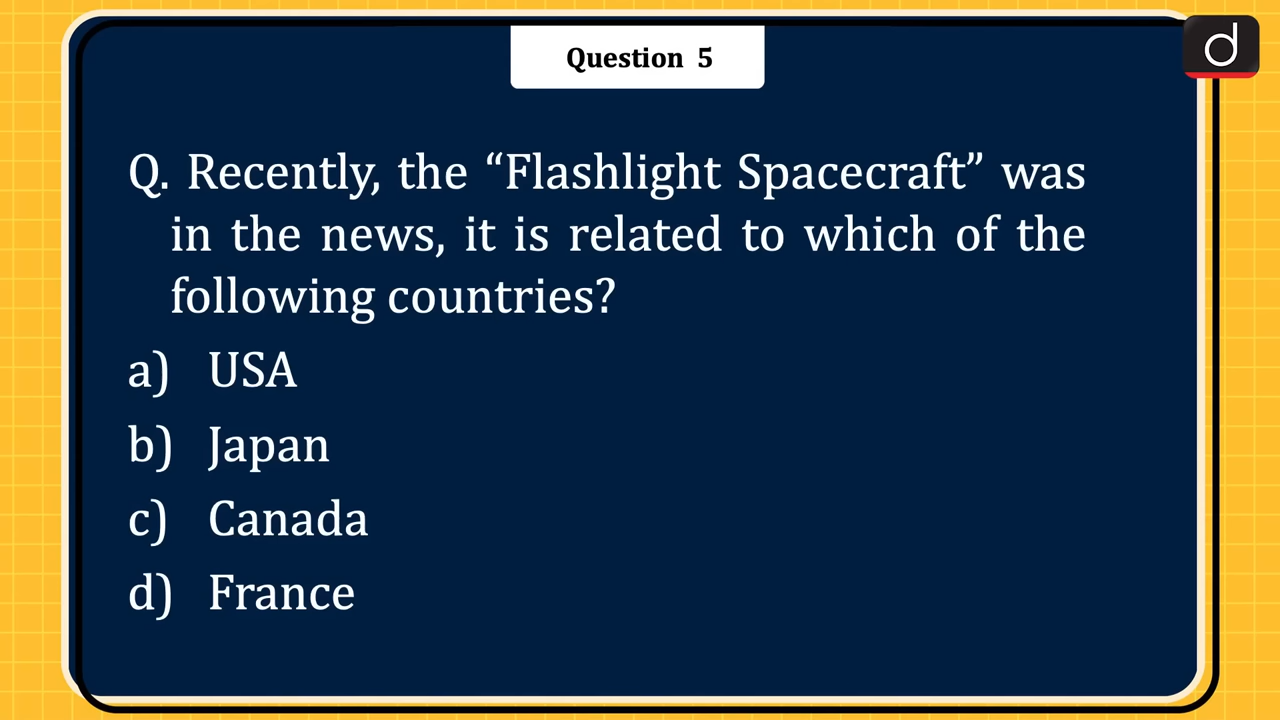 d
Question 5
Q. Recently, the “Flashlight Spacecraft” was
in the news, it is related to which of the
following countries?
a) USA
b) Japan
c) Canada
d) France